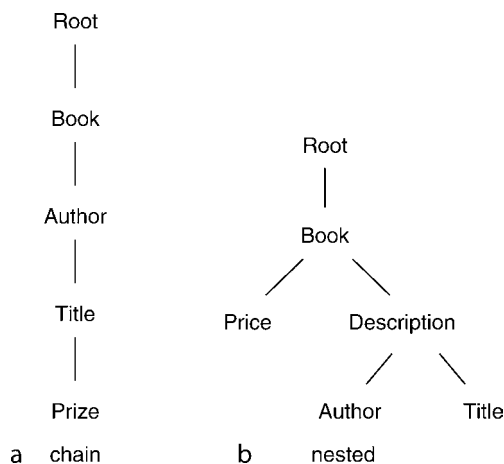 Root
Book
Author
Title
Prize
a chain
Root
Book
Price Description
Author Title
b nested